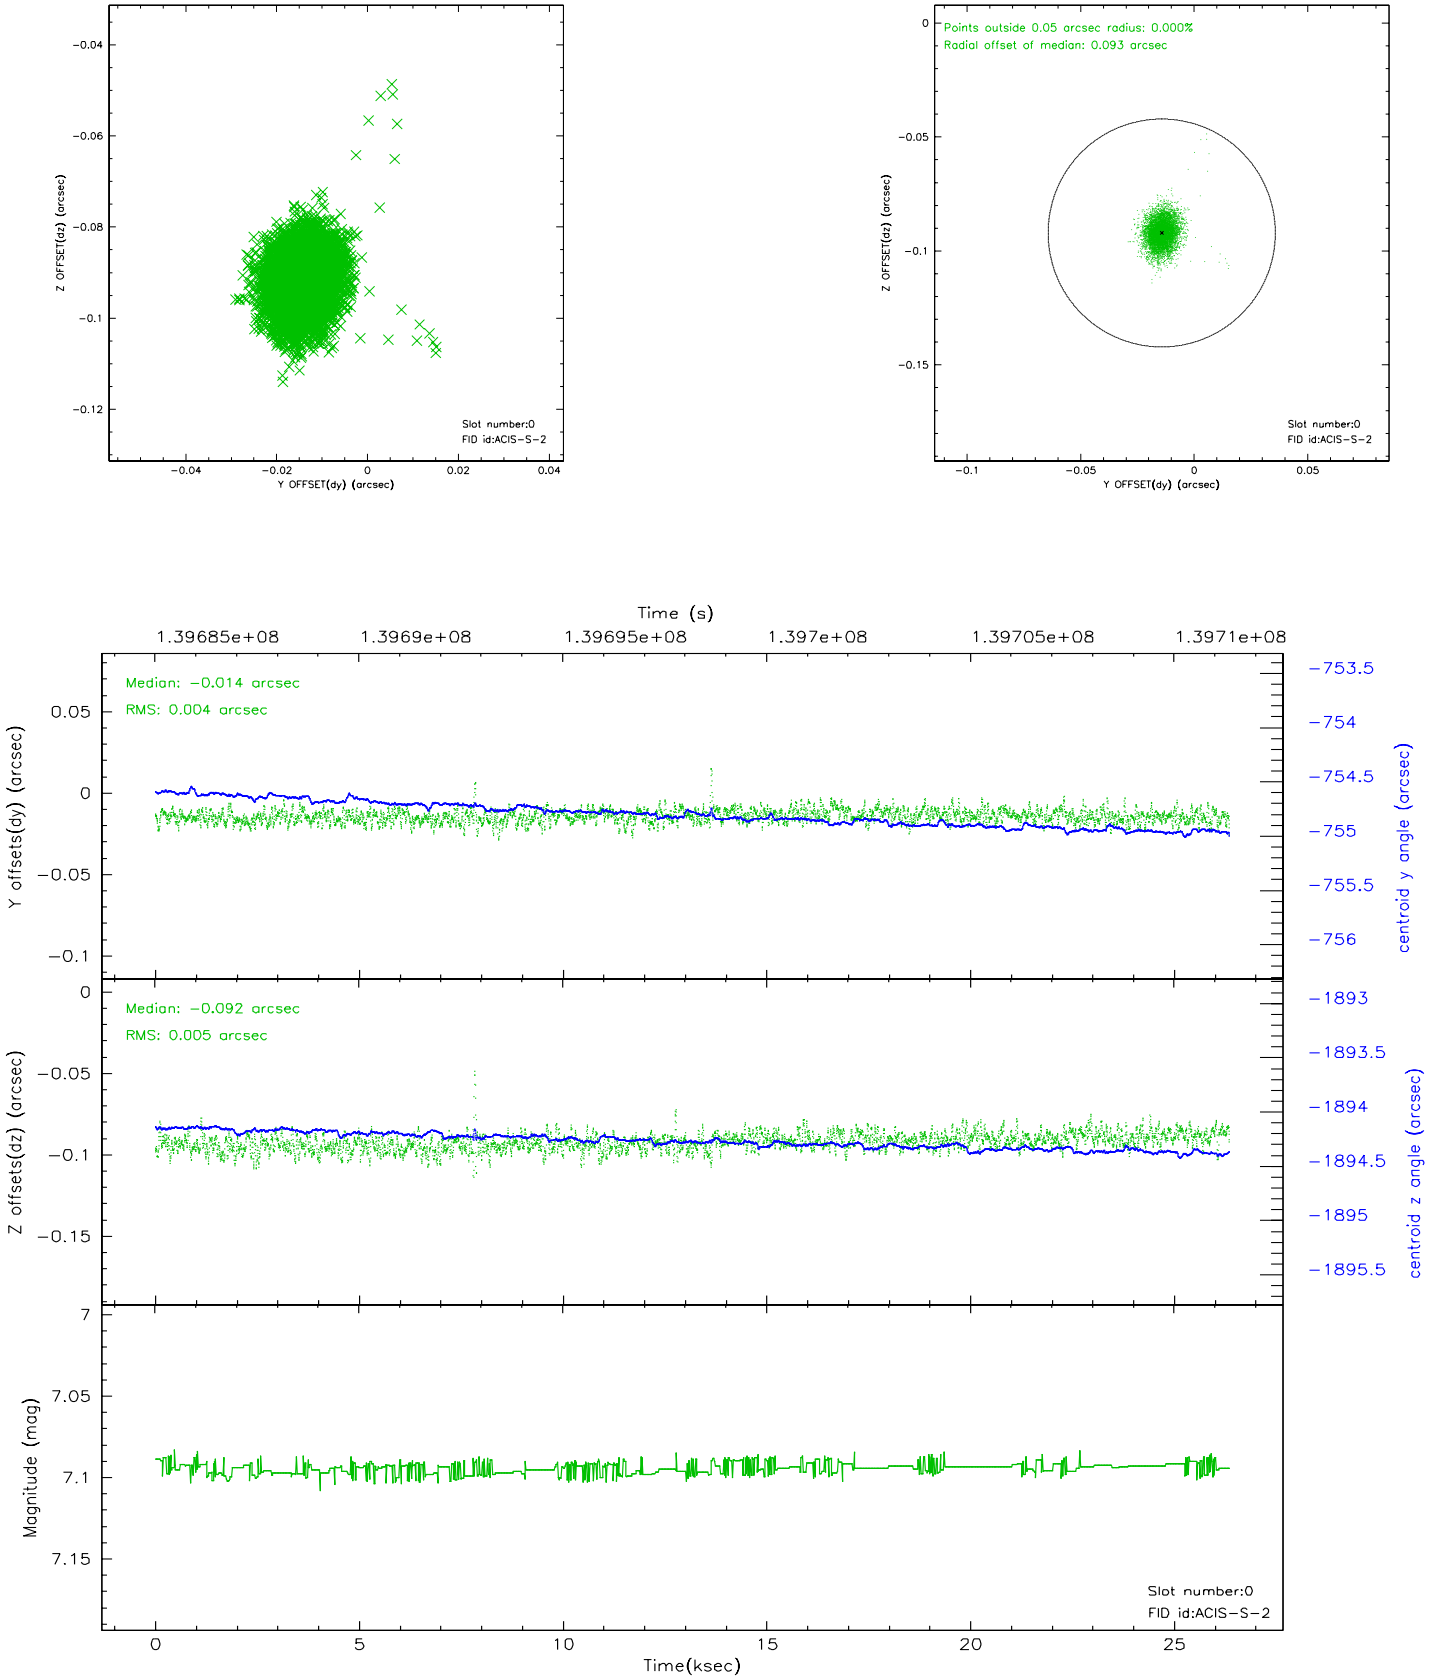 -0.04
-0.06
-0.08
-0.1
-0.12
Z OFFSET(dz) (arcsec)
Slot number:0
FID id:ACIS-S-2
-0.04 -0.02 0 0.02 0.04
Y OFFSET(dy) (arcsec)
Points outside 0.05 arcsec radius: 0.000%
Radial offset of median: 0.093 arcsec
0
-0.05
-0.1
-0.15
Z OFFSET(dz) (arcsec)
Slot number:0
FID id:ACIS-S-2
-0.1 -0.05 0 0.05
Y OFFSET(dy) (arcsec)
Time (s)
1.39685e+08 1.3969e+08 1.39695e+08 1.397e+08 1.39705e+08 1.3971e+08
Median: -0.014 arcsec
RMS: 0.004 arcsec
0.05
0
-0.05
-0.1
Y offsets(dy) (arcsec)
-753.5
-754
-754.5
-755
-755.5
-756
centroid y angle (arcsec)
Median: -0.092 arcsec
RMS: 0.005 arcsec
0
-0.05
-0.1
-0.15
Z offsets(dz) (arcsec)
-1893
-1893.5
-1894
-1894.5
-1895
-1895.5
centroid z angle (arcsec)
7
7.05
7.1
7.15
Magnitude (mag)
Slot number:0
FID id:ACIS-S-2
0 5 10 15 20 25
Time(ksec)